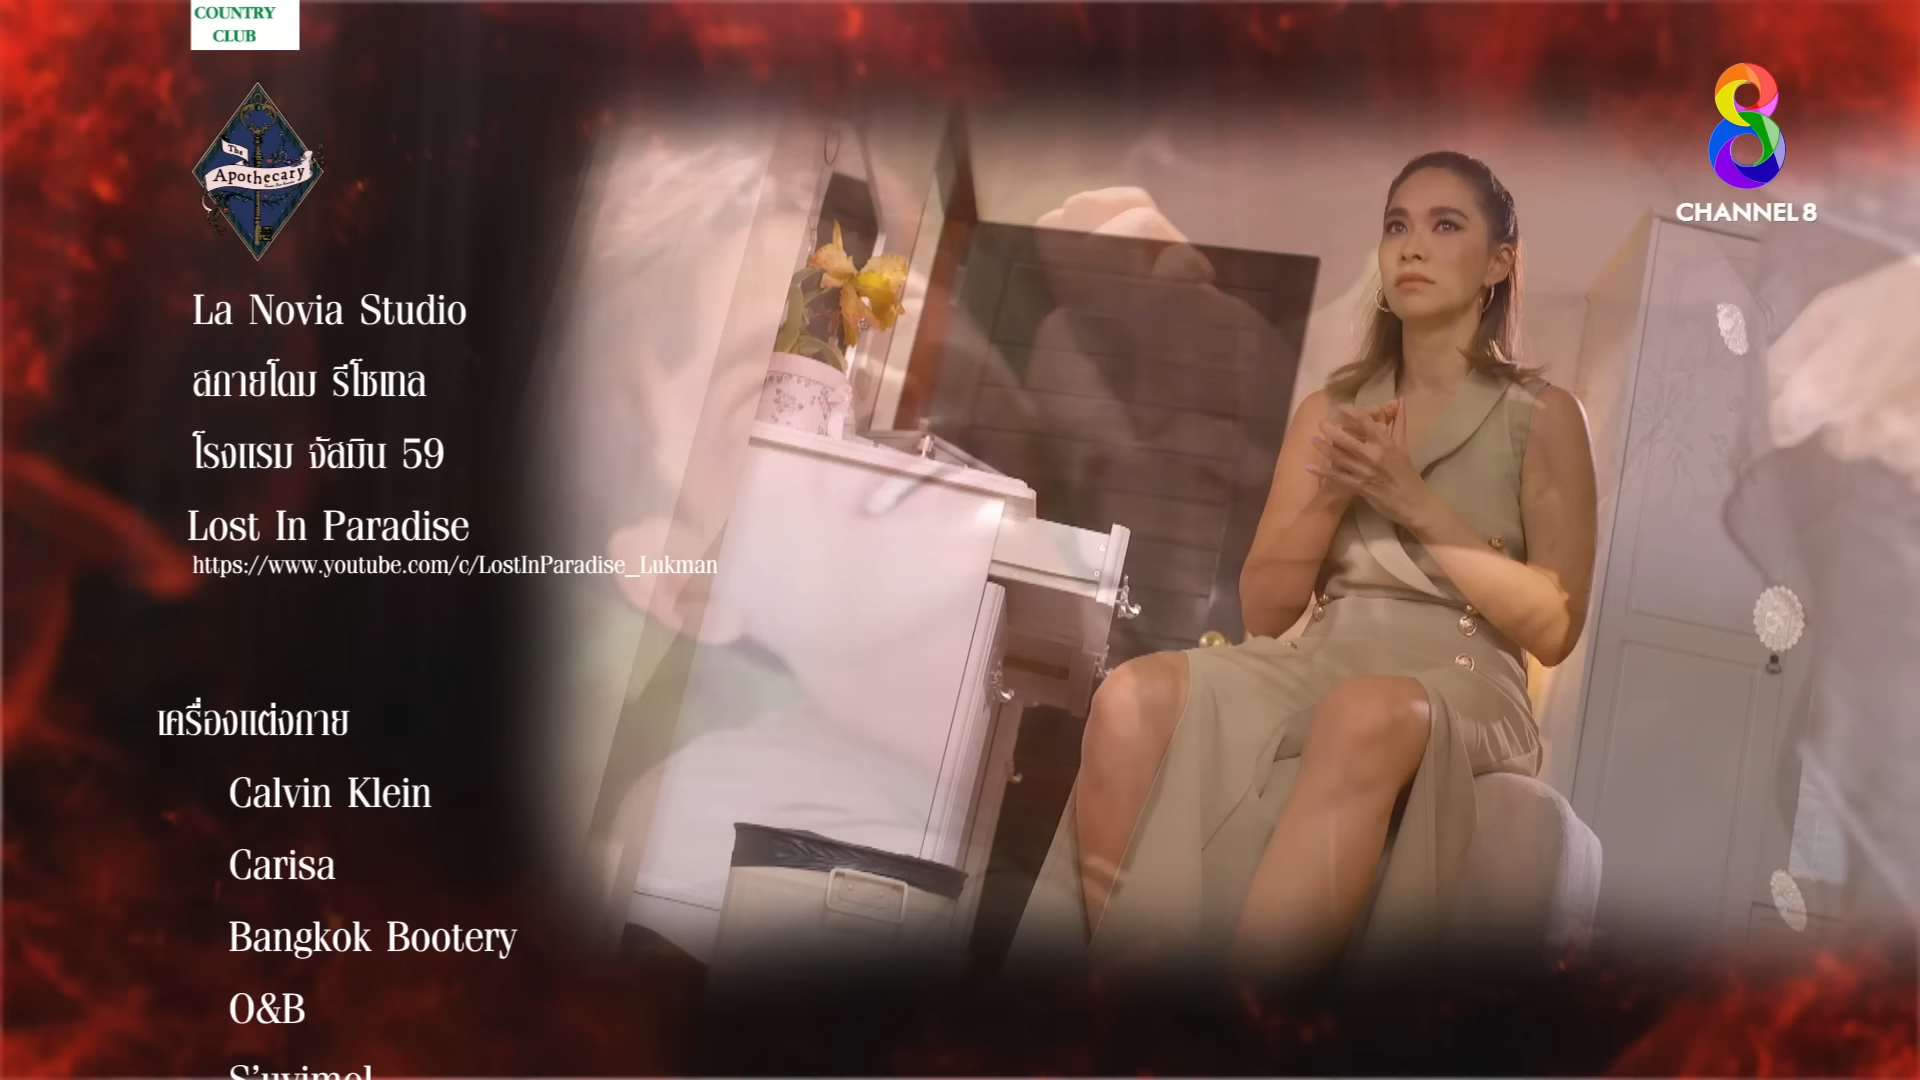 COUNTRY
CLUB
The
Apothecary
CHANNEL 8
La Novia Studio
สกายโดม รีโซเทล
โรงแรม จัสมิน 59
Lost In Paradise
https://www.youtube.com/c/LostInParadise_Lukman
เครื่องแต่งกาย
Calvin Klein
Carisa
Bangkok Bootery
O&B
S'uvimol